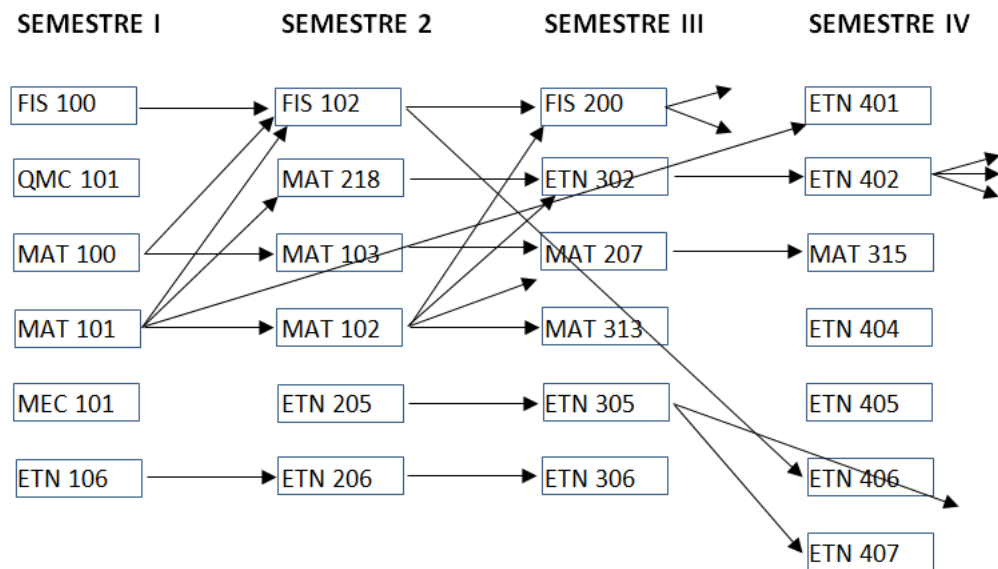 SEMESTRE I SEMESTRE 2 SEMESTRE III SEMESTRE IV
FIS 100 FIS 102 FIS 200 ETN 401
QMC 101 MAT 218 ETN 302 ETN 402
MAT 100 MAT 103 MAT 207 MAT 315
MAT 101 MAT 102 MAT 313 ETN 404
MEC 101 ETN 205 ETN 305 ETN 405
ETN 106 ETN 206 ETN 306 ETN 406
ETN 407